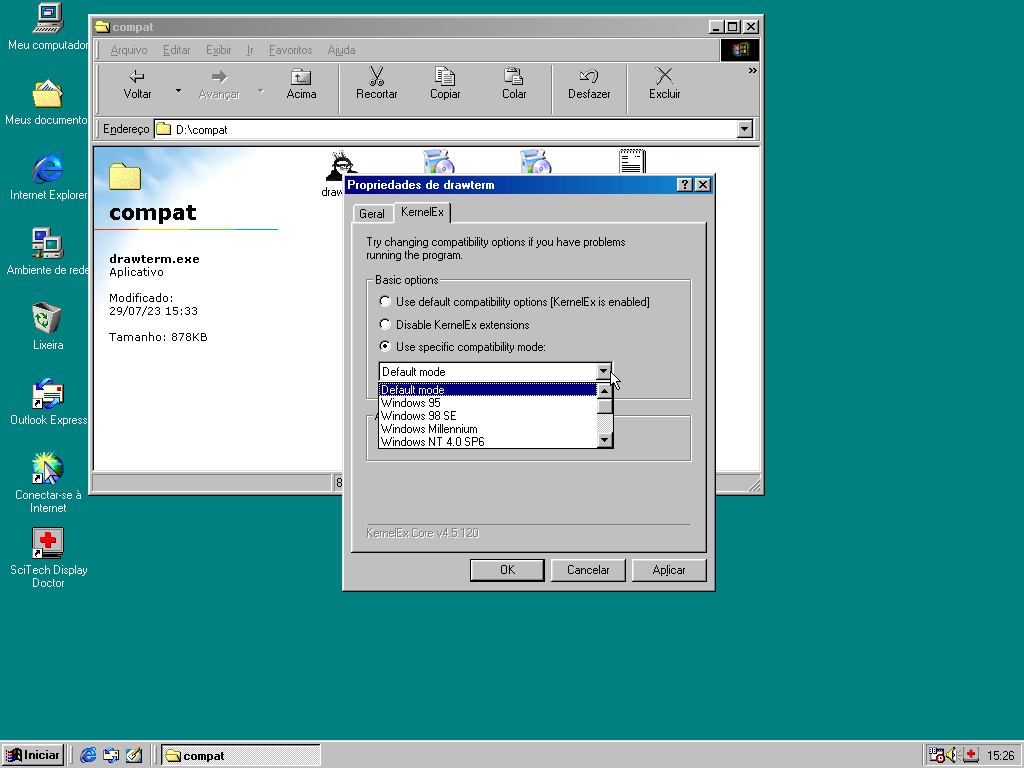 Meu computador
Meus documento
Internet Explorer
Ambiente de rede
Lixeira
Outlook Express
Conectar-se à
Internet
SciTech Display
Doctor
compat
Arquivo Editar Exibir Ir Favoritos Ajuda
Voltar Avançar Acima Recortar Copiar Colar Desfazer Excluir
Endereço D:\compat
compat
drawterm.exe
Aplicativo
Modificado:
29/07/23 15:33
Tamanho: 878KB
draw
8
Propriedades de drawterm
Geral KernelEx
Try changing compatibility options if you have problems
running the program.
Basic options
Use default compatibility options [KernelEx is enabled]
Disable KernelEx extensions
Use specific compatibility mode:
Default mode
Default mode
Windows 95
Windows 98 SE
Windows Millennium
Windows NT 4.0 SP6
KernelEx Core v4.5.120
OK Cancelar Aplicar
Iniciar compat 15:26